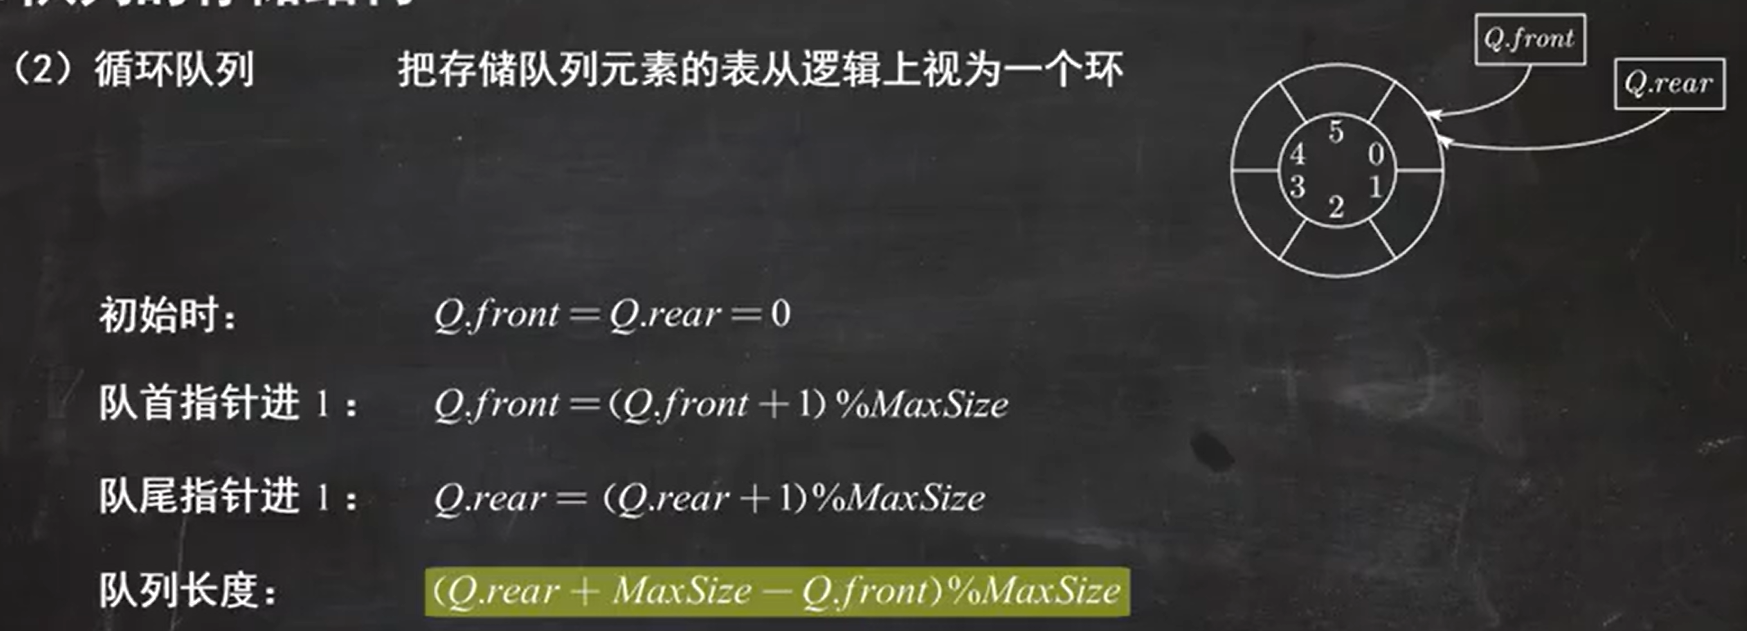 （2）循环队列 把存储队列元素的表从逻辑上视为一个环
Q.front
Q.rear
5
4 0
3 1
2
初始时： Q.front＝Q.rear＝0
队首指针进 1： Q.front＝(Q.front＋1)%MaxSize
队尾指针进 1： Q.rear＝(Q.rear＋1)%MaxSize
队列长度： (Q.rear＋MaxSize－Q.front)%MaxSize